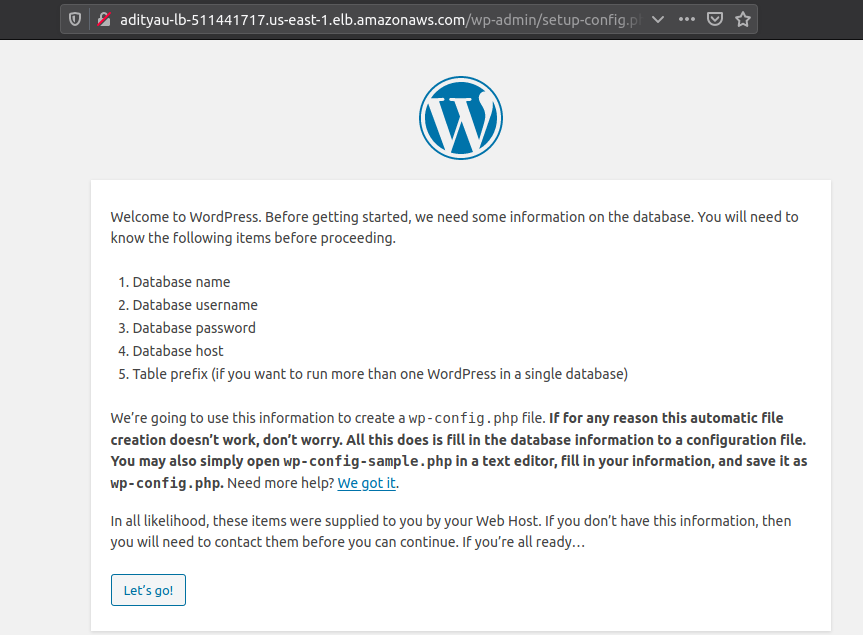 adityau-lb-511441717.us-east-1.elb.amazonaws.com/wp-admin/setup-config.p
Welcome to WordPress. Before getting started, we need some information on the database. You will need to
know the following items before proceeding.
1. Database name
2. Database username
3. Database password
4. Database host
5. Table prefix (if you want to run more than one WordPress in a single database)
We’re going to use this information to create a wp-config.php file. If for any reason this automatic file
creation doesn’t work, don’t worry. All this does is fill in the database information to a configuration file.
You may also simply open wp-config-sample.php in a text editor, fill in your information, and save it as
wp-config.php. Need more help? We got it.
In all likelihood, these items were supplied to you by your Web Host. If you don’t have this information, then
you will need to contact them before you can continue. If you’re all ready…
Let’s go!